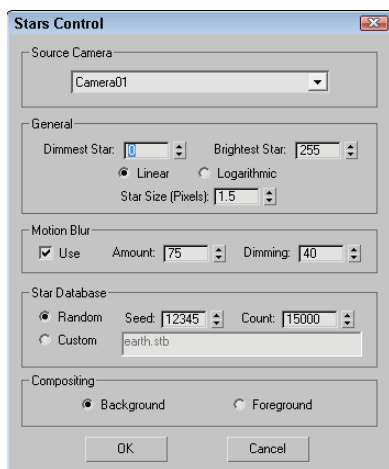 Stars Control
Source Camera
Camera01
General
Dimmest Star: 0 Brightest Star: 255
Linear Logarithmic
Star Size (Pixels): 1.5
Motion Blur
Use Amount: 75 Dimming: 40
Star Database
Random Seed: 12345 Count: 15000
Custom earth.stb
Compositing
Background Foreground
OK Cancel